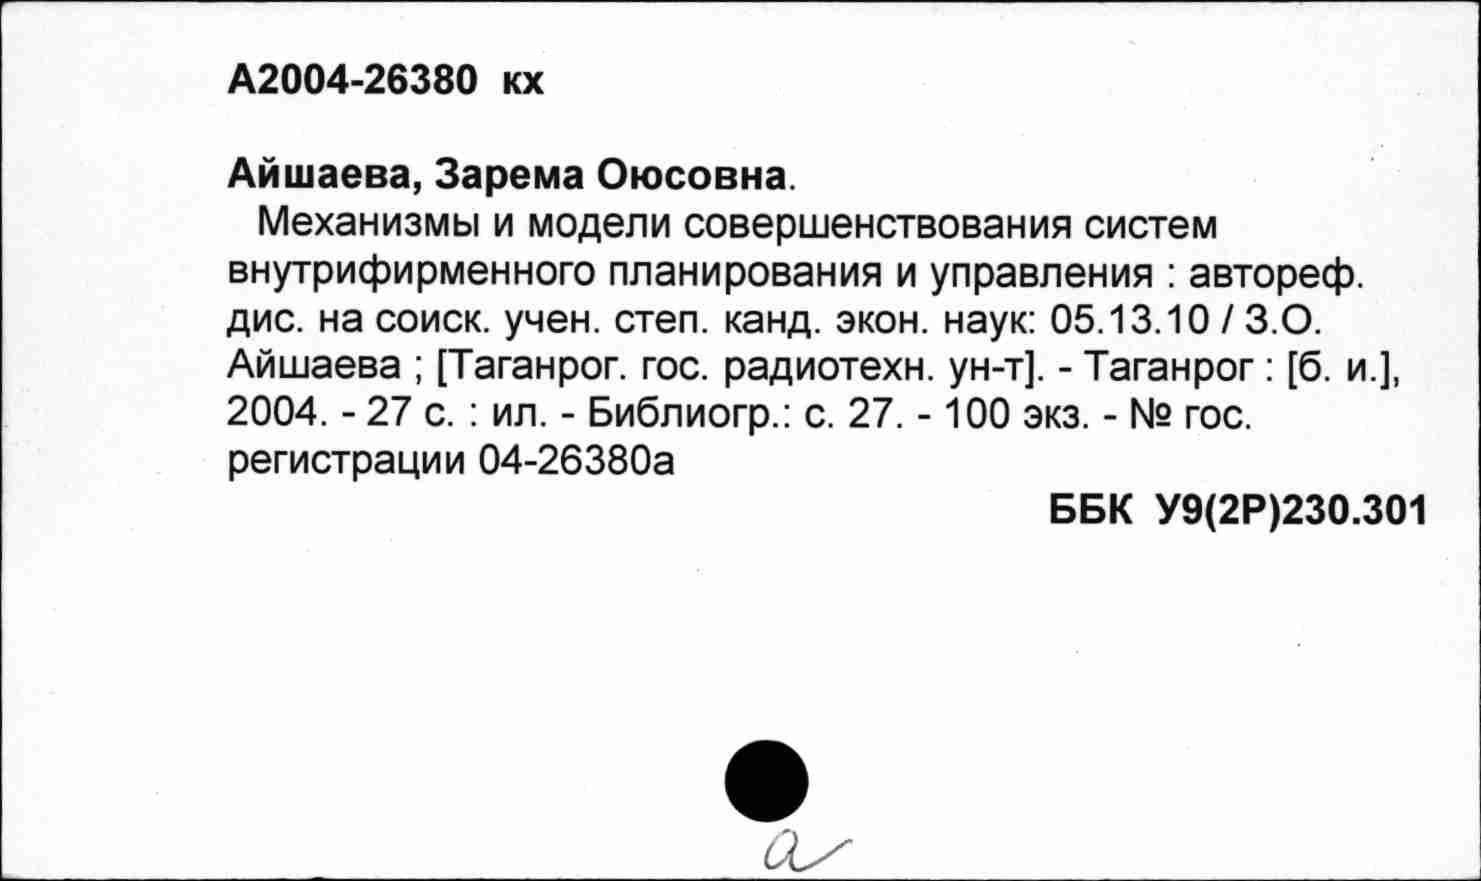 А2004-26380 кх
Айшаева, Зарема Оюсовна.
Механизмы и модели совершенствования систем
внутрифирменного планирования и управления : автореф.
дис. на соиск. учен. степ. канд. экон. наук: 05.13.10 / З.О.
Айшаева ; [Таганрог. гос. радиотехн. ун-т]. - Таганрог : [б. и.],
2004. - 27 с. : ил. - Библиогр.: с. 27. - 100 экз. - № гос.
регистрации 04-26380а
ББК У9(2Р)230.301
а